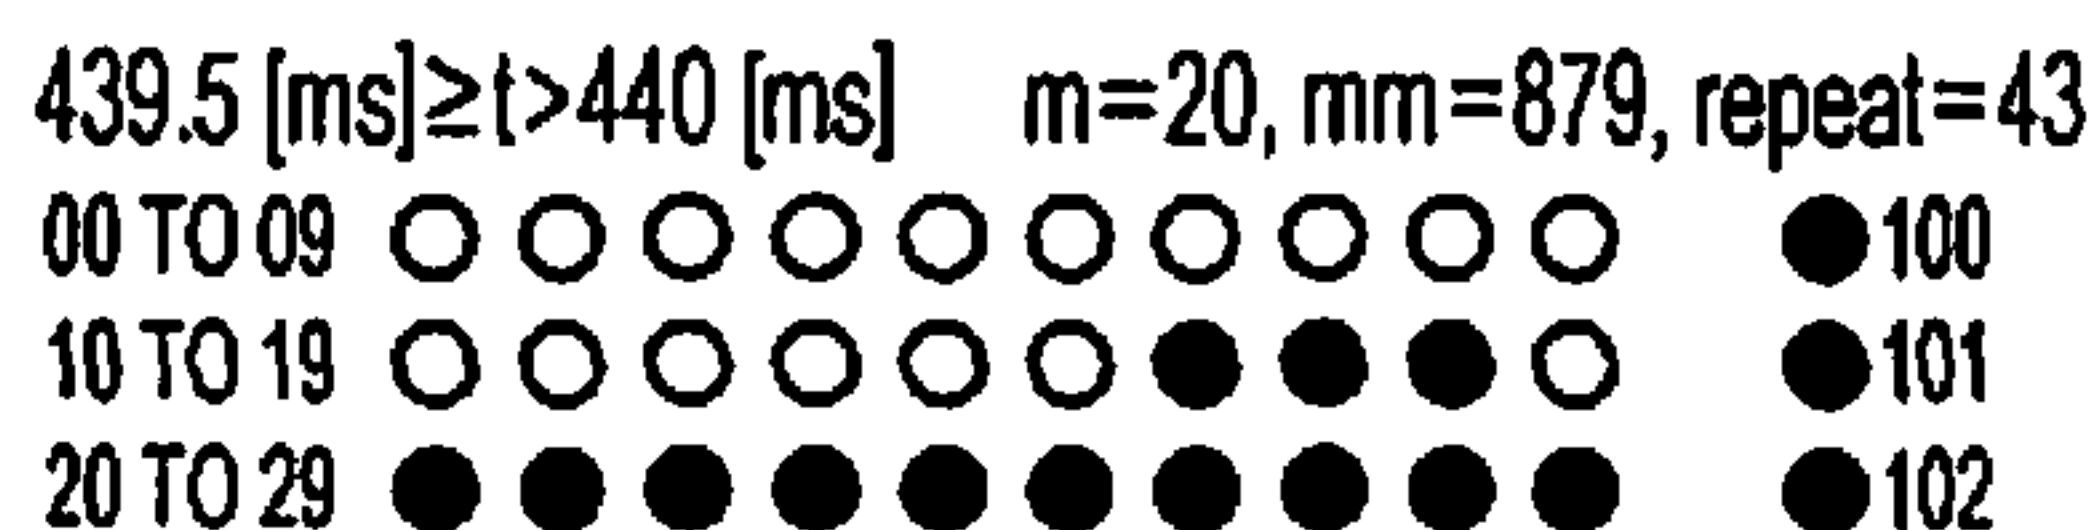 439.5 [ms]≥t>440 [ms] m=20, mm=879, repeat=43
00 TO 09 ○ ○ ○ ○ ○ ○ ○ ○ ○ ○ ●100
10 TO 19 ○ ○ ○ ○ ○ ○ ● ● ● ○ ●101
20 TO 29 ● ● ● ● ● ● ● ● ● ● ●102